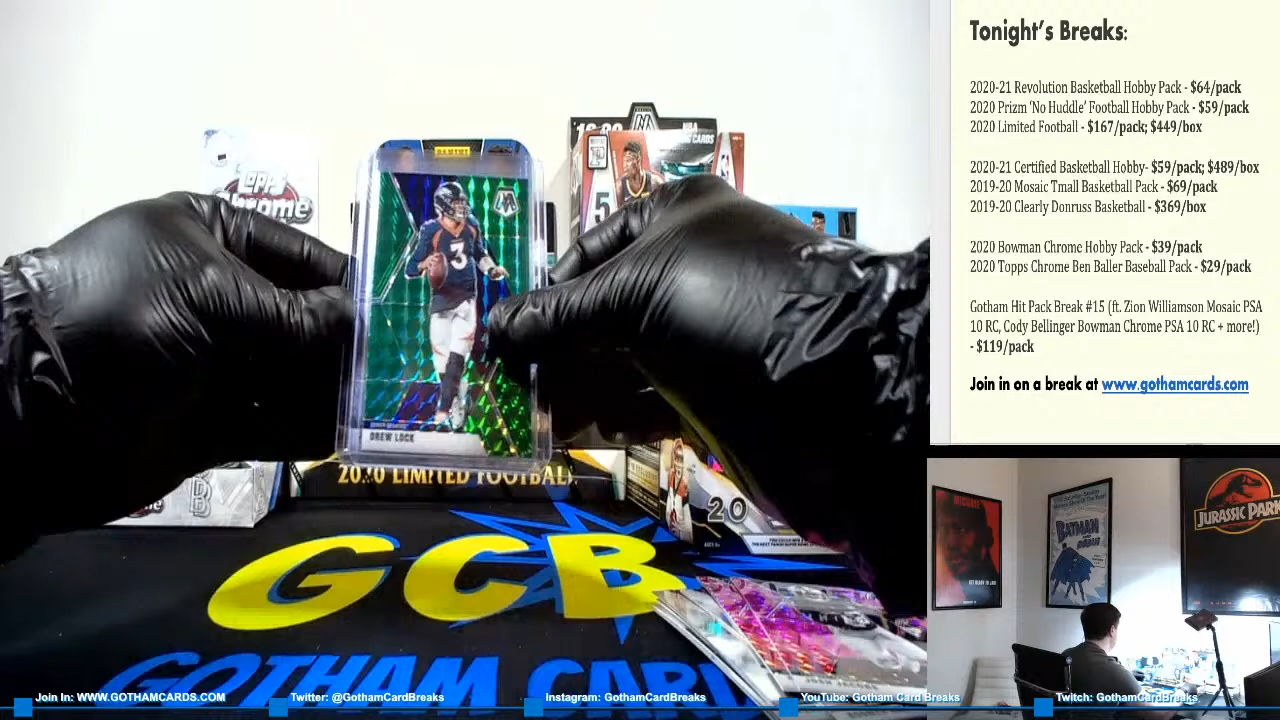 Tonight's Breaks:
2020-21 Revolution Basketball Hobby Pack - $64/pack
2020 Prizm 'No Huddle' Football Hobby Pack - $59/pack
2020 Limited Football - $167/pack; $449/box
2020-21 Certified Basketball Hobby- $59/pack; $489/box
2019-20 Mosaic Tmall Basketball Pack - $69/pack
2019-20 Clearly Donruss Basketball - $369/box
2020 Bowman Chrome Hobby Pack - $39/pack
2020 Topps Chrome Ben Baller Baseball Pack - $29/pack
Gotham Hit Pack Break #15 (ft. Zion Williamson Mosaic PSA
10 RC, Cody Bellinger Bowman Chrome PSA 10 RC + more!)
- $119/pack
Join in on a break at www.gothamcards.com
Topps
Chrome
PANINI
3
DREW LOCK
5
2020 LIMITED FOOTBALL
20
GCB
GOTHAM CARD
BATMAN
JURASSIC PARK
Join In: WWW.GOTHAMCARDS.COM
Twitter: @GothamCardBreaks
Instagram: GothamCardBreaks
YouTube: Gotham Card Breaks
Twitch: GothamCardBreaks